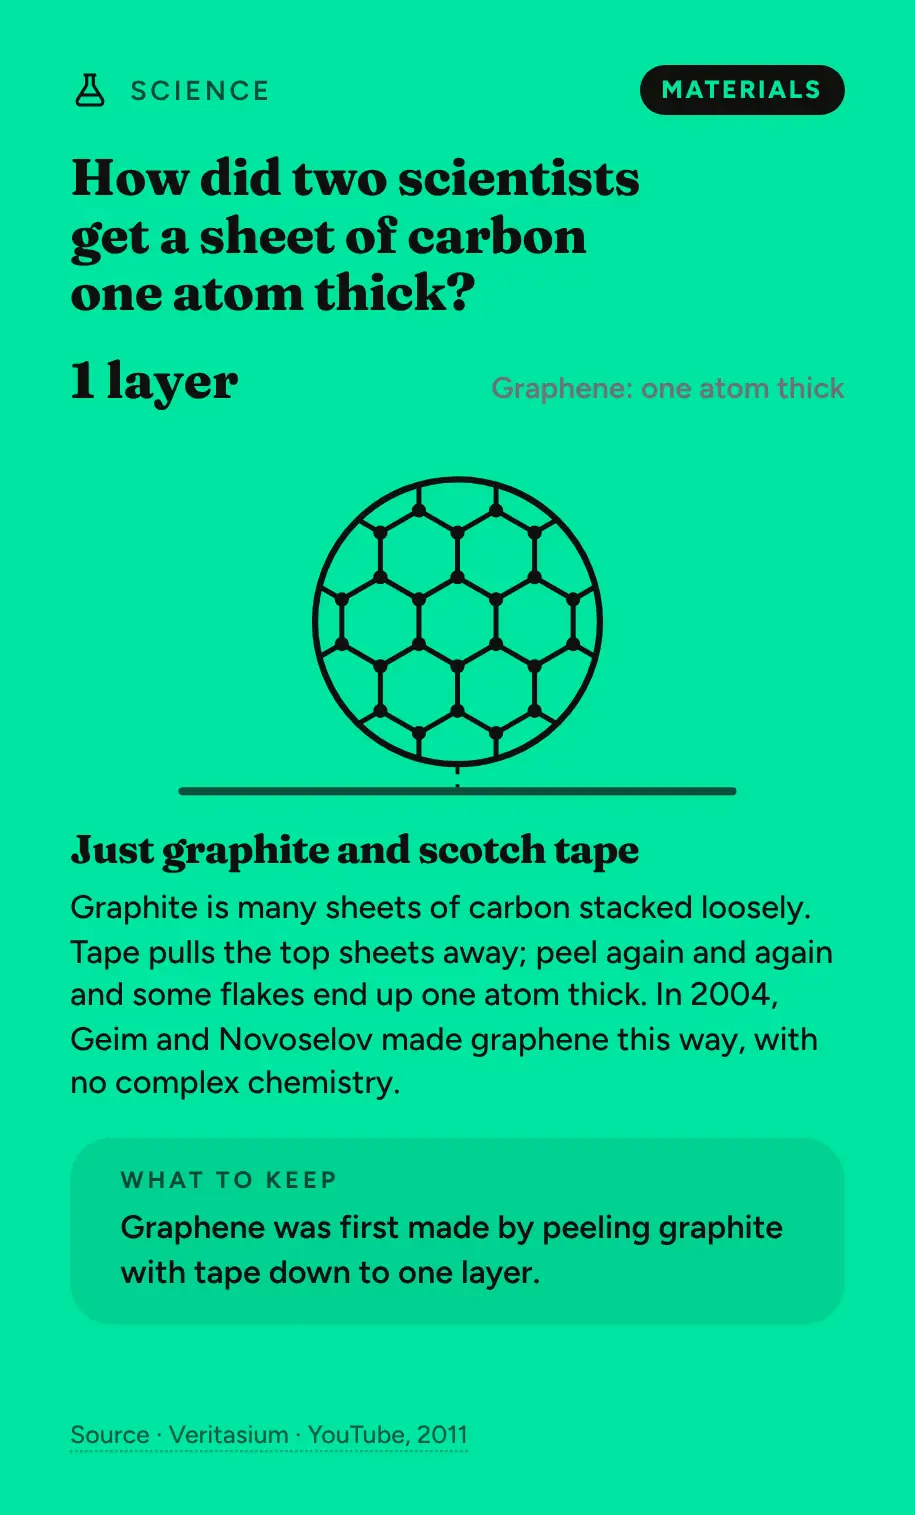 SCIENCE
MATERIALS
How did two scientists
get a sheet of carbon
one atom thick?
1 layer
Graphene: one atom thick
Just graphite and scotch tape
Graphite is many sheets of carbon stacked loosely.
Tape pulls the top sheets away; peel again and again
and some flakes end up one atom thick. In 2004,
Geim and Novoselov made graphene this way, with
no complex chemistry.
WHAT TO KEEP
Graphene was first made by peeling graphite
with tape down to one layer.
Source · Veritasium · YouTube, 2011